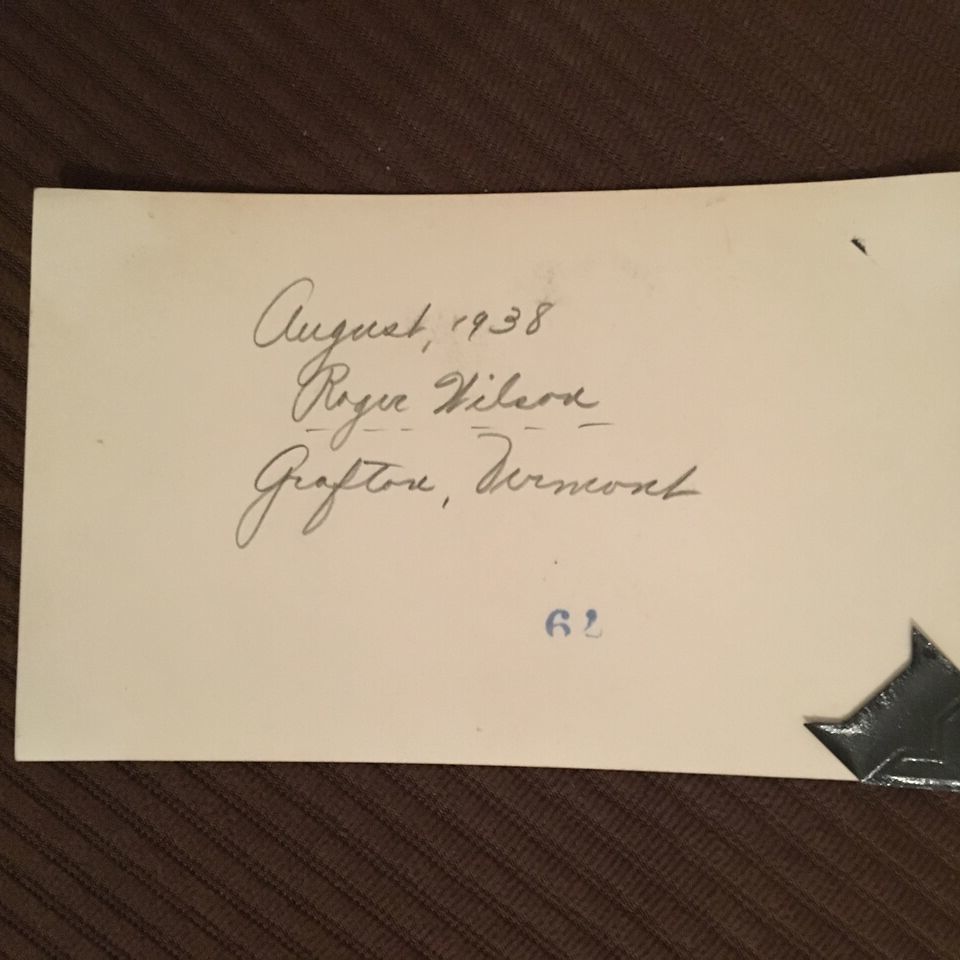 August, 1938
Roger Wilson
Grafton, Vermont
62